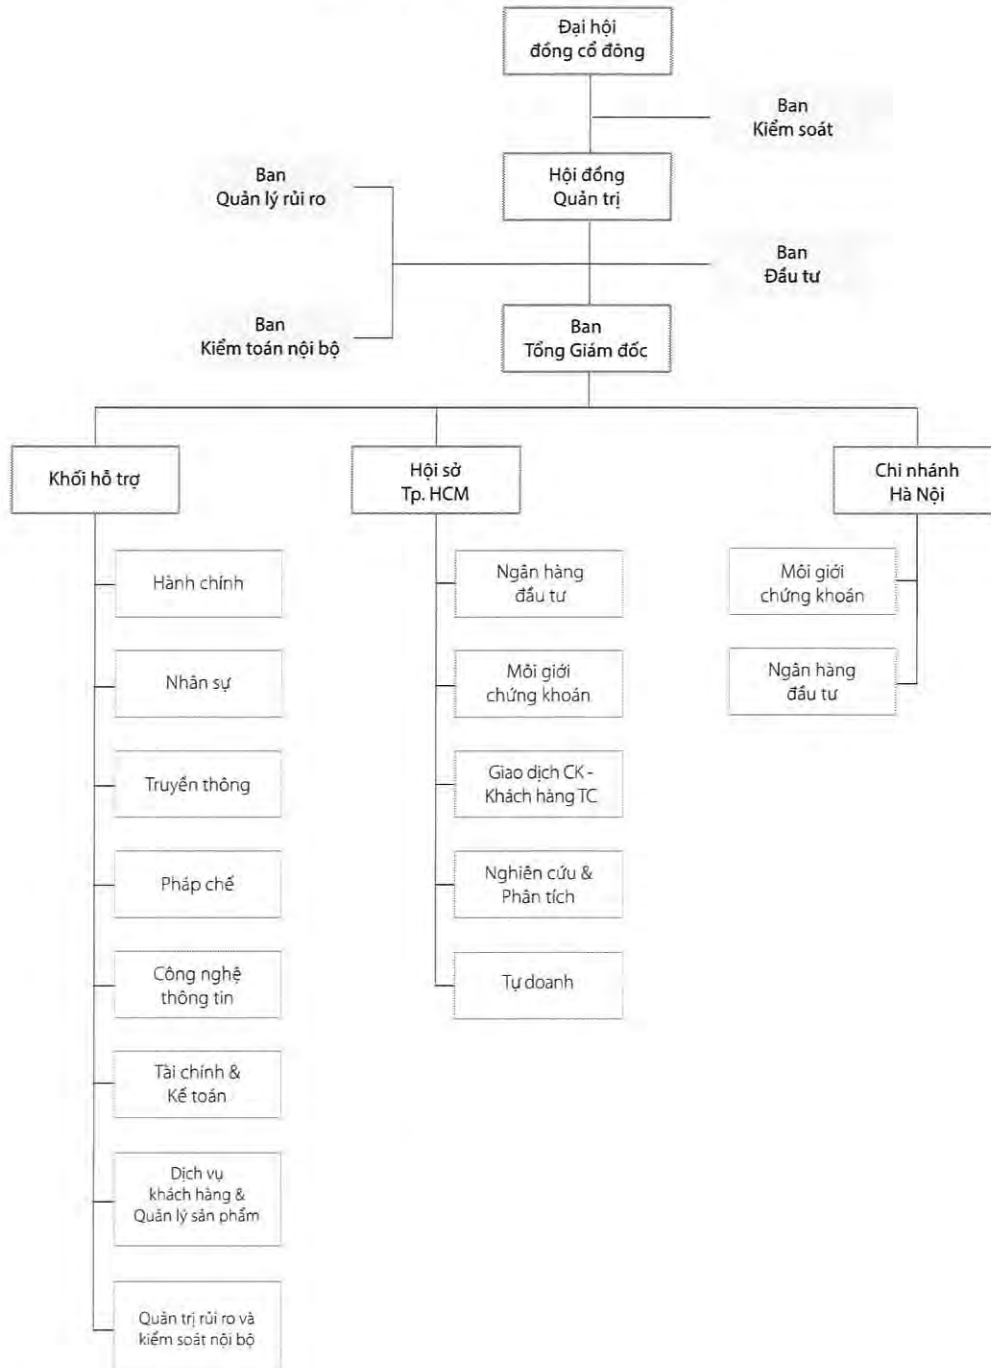 Đại hội
đồng cổ đông
Ban
Kiểm soát
Hội đồng
Quản trị
Ban
Quản lý rủi ro
Ban
Đầu tư
Ban
Kiểm toán nội bộ
Ban
Tổng Giám đốc
Khối hỗ trợ
Hành chính
Nhân sự
Truyền thông
Pháp chế
Công nghệ
thông tin
Tài chính &
Kế toán
Dịch vụ
khách hàng &
Quản lý sản phẩm
Quản trị rủi ro và
kiểm soát nội bộ
Hội sở
Tp. HCM
Ngân hàng
đầu tư
Môi giới
chứng khoán
Giao dịch CK -
Khách hàng TC
Nghiên cứu &
Phân tích
Tự doanh
Chi nhánh
Hà Nội
Môi giới
chứng khoán
Ngân hàng
đầu tư